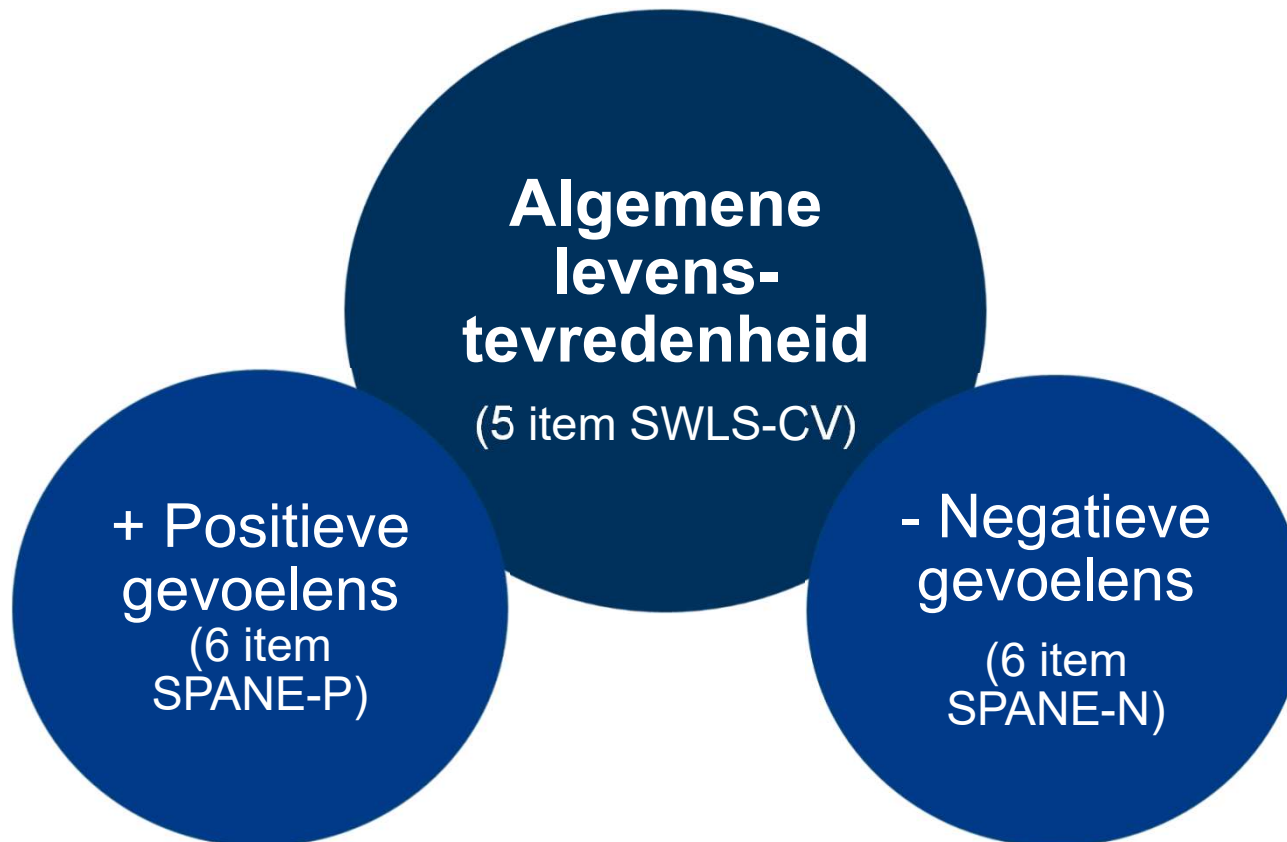 Algemene
levens-
tevredenheid
(5 item SWLS-CV)
+ Positieve
gevoelens
(6 item
SPANE-P)
- Negatieve
gevoelens
(6 item
SPANE-N)